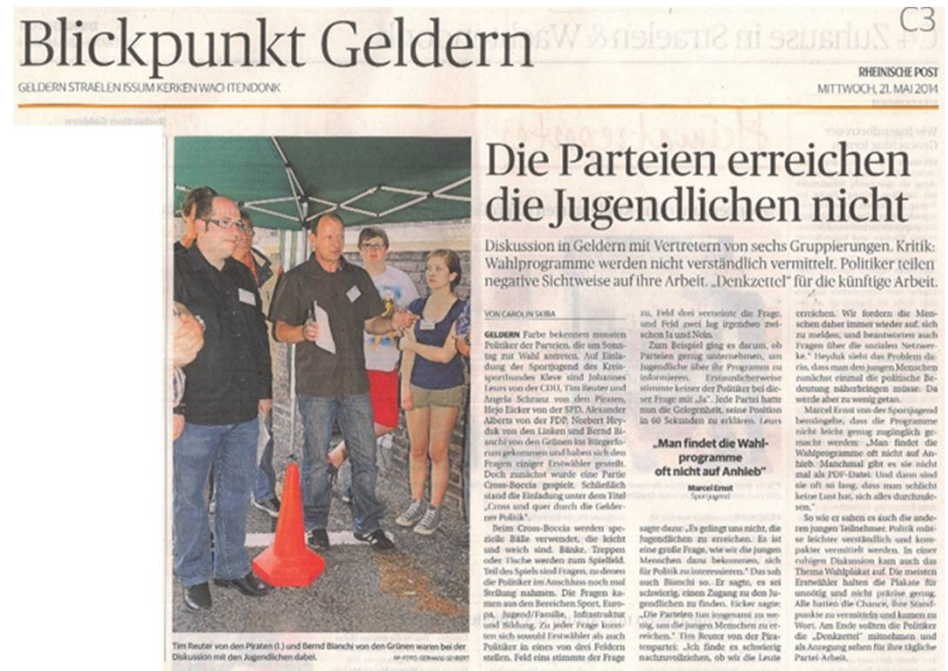 C3
Blickpunkt Geldern
GELDERN STRAELEN ISSUM KERKEN WACHTENDONK
RHEINISCHE POST
MITTWOCH, 21. MAI 2014
Die Parteien erreichen
die Jugendlichen nicht
Diskussion in Geldern mit Vertretern von sechs Gruppierungen. Kritik:
Wahlprogramme werden nicht verständlich vermittelt. Politiker teilen
negative Sichtweise auf ihre Arbeit. „Denkzettel" für die künftige Arbeit.
VON CAROLIN SKIBA
GELDERN Farbe bekennen mussten
Politiker der Parteien, die am Sonn-
tag zur Wahl antreten. Auf Einla-
dung der Sportjugend des Kreis-
sportbundes Kleve sind Johannes
Leurs von der CDU, Tim Reuter und
Angela Schranz von den Piraten,
Hejo Eicker von der SPD, Alexander
Alberts von der FDP, Norbert Hey-
duk von den Linken und Bernd Bi-
anchi von den Grünen ins Bürgerfo-
rum gekommen und haben sich den
Fragen einiger Erstwähler gestellt.
Doch zunächst wurde eine Partie
Cross-Boccia gespielt. Schließlich
stand die Einladung unter dem Titel
„Cross und quer durch die Gelder-
ner Politik".
Beim Cross-Boccia werden spe-
zielle Bälle verwendet, die leicht
und weich sind. Bänke, Treppen
oder Tische werden zum Spielfeld.
Teil des Spiels sind Fragen, zu denen
die Politiker im Anschluss noch mal
Stellung nahmen. Die Fragen ka-
men aus den Bereichen Sport, Euro-
pa, Jugend/Familie, Infrastruktur
und Bildung. Zu jeder Frage konn-
ten sich sowohl Erstwähler als auch
Politiker in eines von drei Feldern
stellen. Feld eins stimmte der Frage
zu, Feld drei verneinte die Frage,
und Feld zwei lag irgendwo zwi-
schen Ja und Nein.
Zum Beispiel ging es darum, ob
Parteien genug unternehmen, um
Jugendliche über ihr Programm zu
informieren. Erstaunlicherweise
stimmte keiner der Politiker bei die-
ser Frage mit „Ja". Jede Partei hatte
nun die Gelegenheit, seine Position
in 60 Sekunden zu erklären. Leurs
„Man findet die Wahl-
programme
oft nicht auf Anhieb"
Marcel Ernst
Sportjugend
sagte dazu: „Es gelingt uns nicht, die
Jugendlichen zu erreichen. Es ist
eine große Frage, wie wir die jungen
Menschen dazu bekommen, sich
für Politik zu interessieren." Das sah
auch Bianchi so. Er sagte, es sei
schwierig, einen Zugang zu den Ju-
gendlichen zu finden. Eicker sagte:
„Die Parteien tun insgesamt zu we-
nig, um die jungen Menschen zu er-
reichen." Tim Reuter von der Pira-
tenpartei: „Ich finde es schwierig
nachzuvollziehen, ob wir die Leute
erreichen. Wir fordern die Men-
schen daher immer wieder auf, sich
zu melden, und beantworten auch
Fragen über die sozialen Netzwer-
ke." Heyduk sieht das Problem da-
rin, dass man den jungen Menschen
zunächst einmal die politische Be-
deutung näherbringen müsse. Da
werde aber zu wenig getan.
Marcel Ernst von der Sportjugend
bemängelte, dass die Programme
nicht leicht genug zugänglich ge-
macht werden: „Man findet die
Wahlprogramme oft nicht auf An-
hieb. Manchmal gibt es sie nicht
mal als PDF-Datei. Und dann sind
sie oft so lang, dass man schlicht
keine Lust hat, sich alles durchzule-
sen."
So wie er sahen es auch die ande-
ren jungen Teilnehmer. Politik müs-
se leichter verständlich und kom-
pakter vermittelt werden. In einer
ruhigen Diskussion kam auch das
Thema Wahlplakat auf. Die meisten
Erstwähler halten die Plakate für
unnötig und nicht präzise genug.
Alle hatten die Chance, ihre Stand-
punkte zu vermitteln und kamen zu
Wort. Am Ende sollten die Politiker
die „Denkzettel" mitnehmen und
als Anregung sehen für ihre tägliche
Partei-Arbeit.
Tim Reuter von den Piraten (l.) und Bernd Bianchi von den Grünen waren bei der
Diskussion mit den Jugendlichen dabei.
RP-FOTO: GERHARD SEYBERT